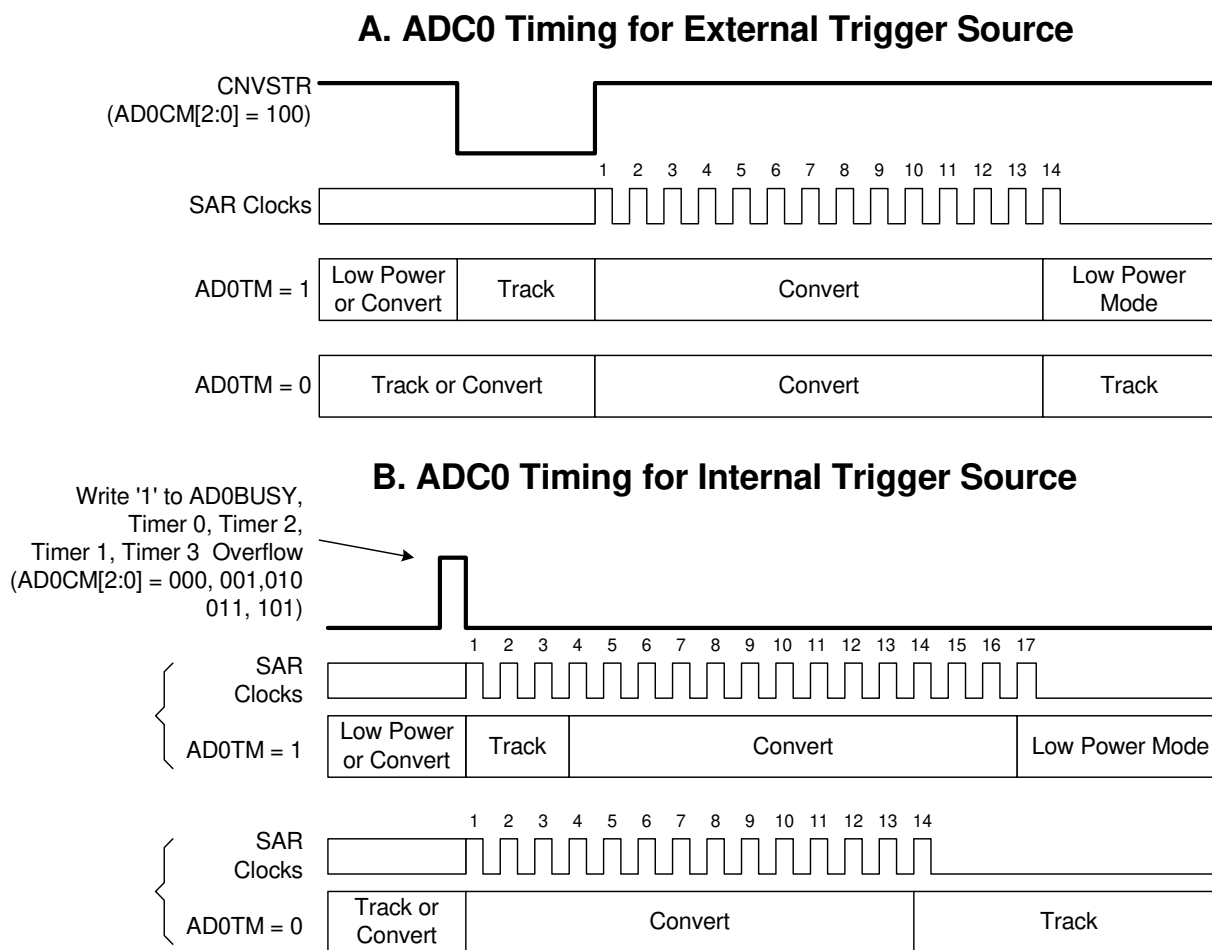 A. ADC0 Timing for External Trigger Source
CNVSTR
(AD0CM[2:0] = 100)
1 2 3 4 5 6 7 8 9 10 11 12 13 14
SAR Clocks
AD0TM = 1
Low Power
or Convert
Track
Convert
Low Power
Mode
AD0TM = 0
Track or Convert
Convert
Track
B. ADC0 Timing for Internal Trigger Source
Write '1' to AD0BUSY,
Timer 0, Timer 2,
Timer 1, Timer 3 Overflow
(AD0CM[2:0] = 000, 001,010
011, 101)
1 2 3 4 5 6 7 8 9 10 11 12 13 14 15 16 17
SAR
Clocks
AD0TM = 1
Low Power
or Convert
Track
Convert
Low Power Mode
1 2 3 4 5 6 7 8 9 10 11 12 13 14
SAR
Clocks
AD0TM = 0
Track or
Convert
Convert
Track